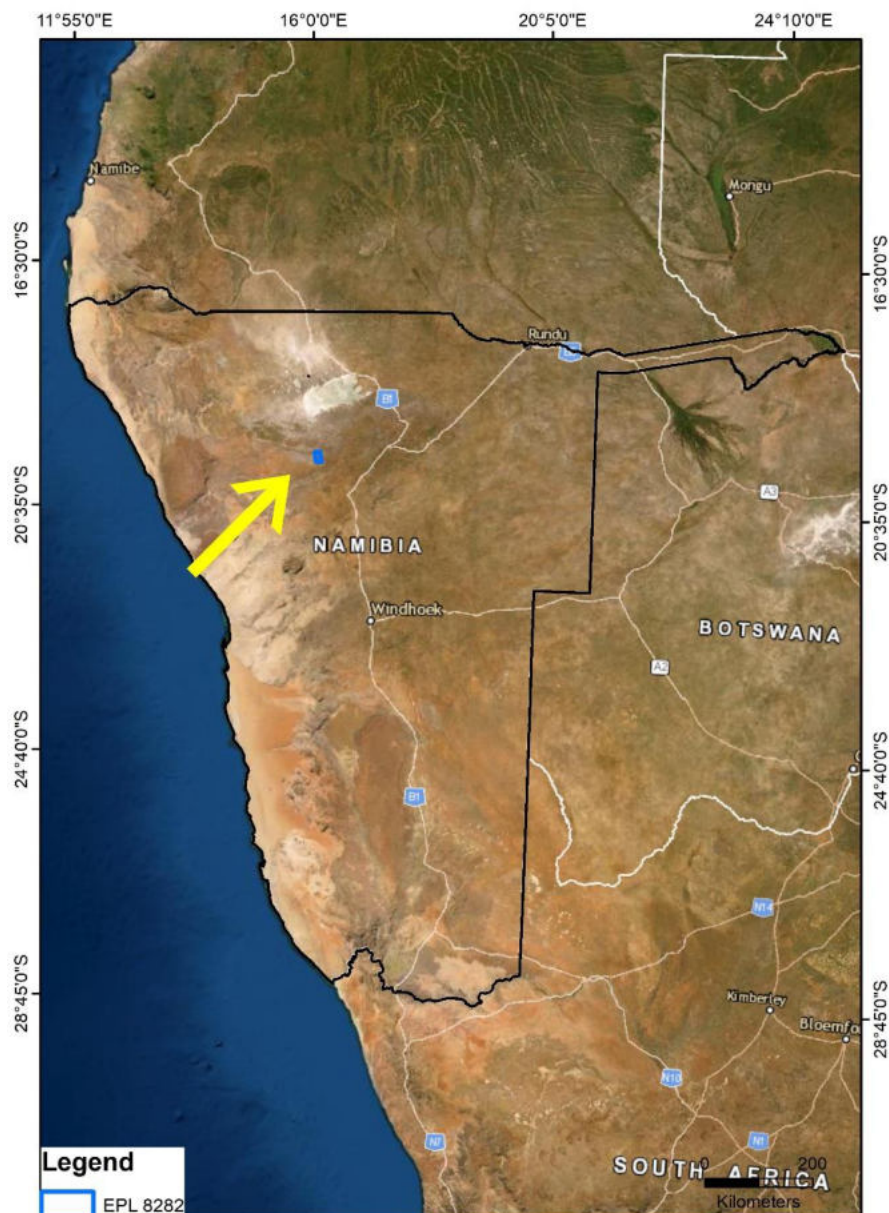 11°55'0"E 16°0'0"E 20°5'0"E 24°10'0"E
Namibe
Mongu
16°30'0"S 16°30'0"S
Rundu
B1
20°35'0"S A3 20°35'0"S
NAMIBIA
Windhoek
BOTSWANA
A2
24°40'0"S 24°40'0"S
B1
N14
28°45'0"S 28°45'0"S
Kimberley
Bloemfo
N10
N7 N1
Legend
SOUTH AFRICA
0 200
Kilometers
EPL 8282